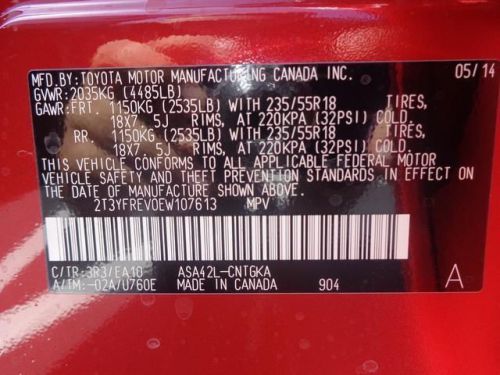 MFD.BY:TOYOTA MOTOR MANUFACTURING CANADA INC. 05/14
GVWR:2035KG (4485LB)
GAWR:FRT. 1150KG (2535LB) WITH 235/55R18 TIRES,
18X7 5J RIMS, AT 220KPA (32PSI) COLD.
RR. 1150KG (2535LB) WITH 235/55R18 TIRES,
18X7 5J RIMS, AT 220KPA (32PSI) COLD.
THIS VEHICLE CONFORMS TO ALL APPLICABLE FEDERAL MOTOR
VEHICLE SAFETY AND THEFT PREVENTION STANDARDS IN EFFECT
ON THE DATE OF MANUFACTURE SHOWN ABOVE.
2T3YFREV0EW107613 MPV
C/TR:3R3/EA10 ASA42L-CNTGKA
A/TM:-02A/U760E MADE IN CANADA 904 A